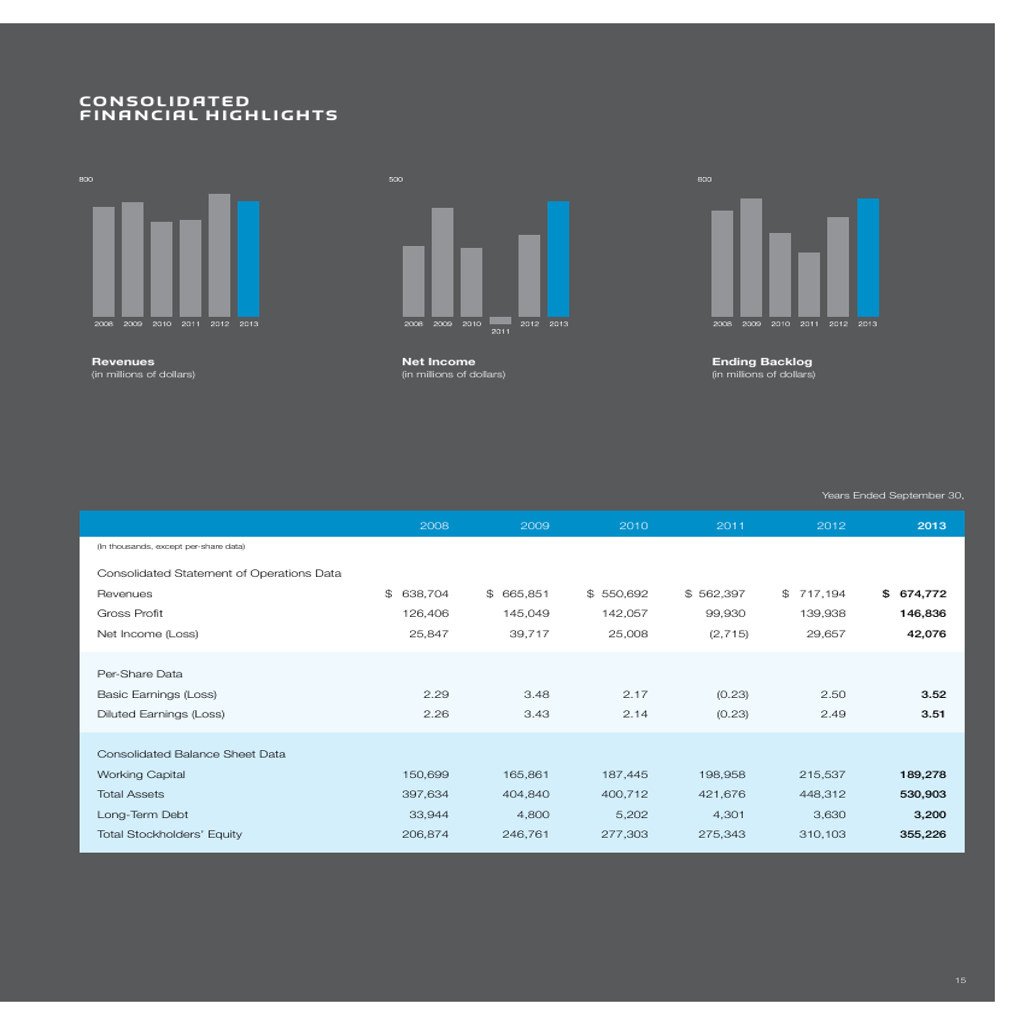 CONSOLIDATED
FINANCIAL HIGHLIGHTS
800
2008 2009 2010 2011 2012 2013
Revenues
(in millions of dollars)
500
2008 2009 2010 2011 2012 2013
Net Income
(in millions of dollars)
600
2008 2009 2010 2011 2012 2013
Ending Backlog
(in millions of dollars)
Years Ended September 30,
2008 2009 2010 2011 2012 2013
(In thousands, except per-share data)
Consolidated Statement of Operations Data
Revenues $ 638,704 $ 665,851 $ 550,692 $ 562,397 $ 717,194 $ 674,772
Gross Profit 126,406 145,049 142,057 99,930 139,938 146,836
Net Income (Loss) 25,847 39,717 25,008 (2,715) 29,657 42,076
Per-Share Data
Basic Earnings (Loss) 2.29 3.48 2.17 (0.23) 2.50 3.52
Diluted Earnings (Loss) 2.26 3.43 2.14 (0.23) 2.49 3.51
Consolidated Balance Sheet Data
Working Capital 150,699 165,861 187,445 198,958 215,537 189,278
Total Assets 397,634 404,840 400,712 421,676 448,312 530,903
Long-Term Debt 33,944 4,800 5,202 4,301 3,630 3,200
Total Stockholders' Equity 206,874 246,761 277,303 275,343 310,103 355,226
15